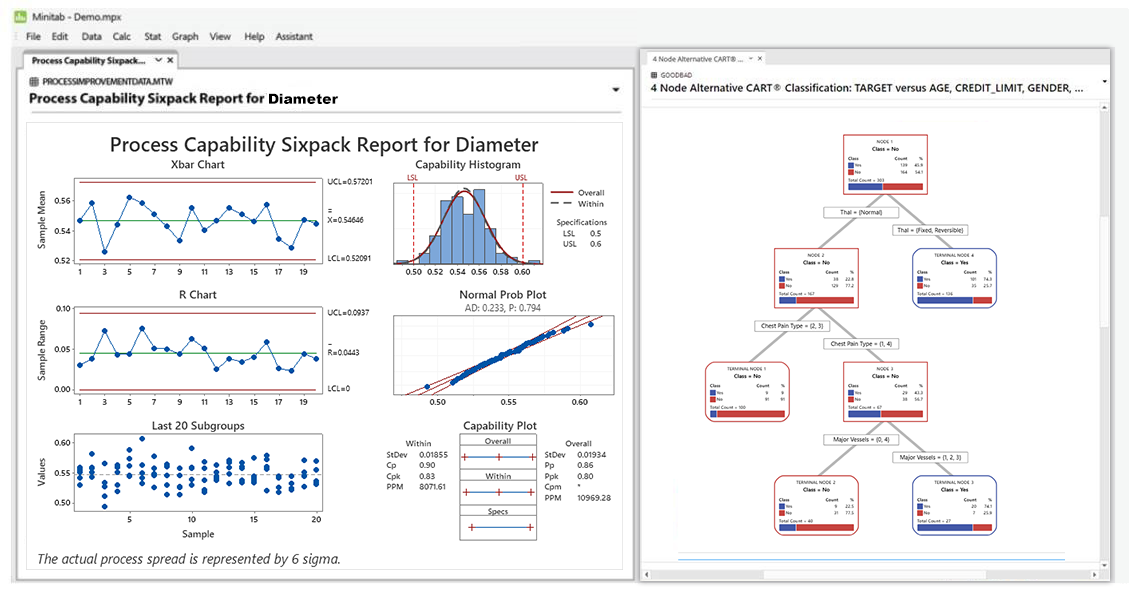 Minitab - Demo.mpx
File Edit Data Calc Stat Graph View Help Assistant
Process Capability Sixpack...
PROCESSIMPROVEMENTDATA.MTW
Process Capability Sixpack Report for Diameter
Process Capability Sixpack Report for Diameter
Xbar Chart
Sample Mean
0.56
0.54
0.52
UCL=0.57201
X=0.54646
LCL=0.52091
1 3 5 7 9 11 13 15 17 19
Capability Histogram
LSL USL
0.50 0.52 0.54 0.56 0.58 0.60
Overall
Within
Specifications
LSL 0.5
USL 0.6
R Chart
Sample Range
0.10
0.05
0.00
UCL=0.0937
R=0.0443
LCL=0
1 3 5 7 9 11 13 15 17 19
Normal Prob Plot
AD: 0.233, P: 0.794
0.50 0.55 0.60
Last 20 Subgroups
Values
0.60
0.55
0.50
5 10 15 20
Sample
Capability Plot
Within
StDev 0.01855
Cp 0.90
Cpk 0.83
PPM 8071.61
Overall
Within
Specs
Overall
StDev 0.01934
Pp 0.86
Ppk 0.80
Cpm *
PPM 10969.28
The actual process spread is represented by 6 sigma.
4 Node Alternative CART® ...
GOODBAD
4 Node Alternative CART® Classification: TARGET versus AGE, CREDIT_LIMIT, GENDER, ...
NODE 1
Class = No
Class Count %
Yes 139 45.9
No 164 54.1
Total Count = 303
Thal = {Normal}
Thal = {Fixed, Reversible}
NODE 2
Class = No
Class Count %
Yes 38 22.8
No 129 77.2
Total Count = 167
TERMINAL NODE 4
Class = Yes
Class Count %
Yes 101 74.3
No 35 25.7
Total Count = 136
Chest Pain Type = {2, 3}
Chest Pain Type = {1, 4}
TERMINAL NODE 1
Class = No
Class Count %
Yes 9 9
No 91 91
Total Count = 100
NODE 3
Class = No
Class Count %
Yes 29 43.3
No 38 56.7
Total Count = 67
Major Vessels = {0, 4}
Major Vessels = {1, 2, 3}
TERMINAL NODE 2
Class = No
Class Count %
Yes 9 22.5
No 31 77.5
Total Count = 40
TERMINAL NODE 3
Class = Yes
Class Count %
Yes 20 74.1
No 7 25.9
Total Count = 27